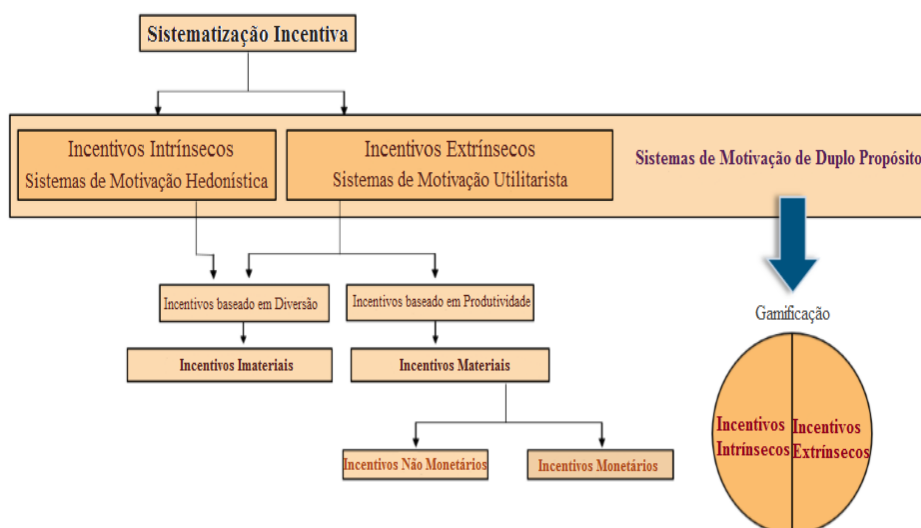 Sistematização Incentiva
Incentivos Intrínsecos
Sistemas de Motivação Hedonística
Incentivos Extrínsecos
Sistemas de Motivação Utilitarista
Sistemas de Motivação de Duplo Propósito
Incentivos baseado em Diversão
Incentivos baseado em Produtividade
Gamificação
Incentivos Imateriais
Incentivos Materiais
Incentivos
Intrínsecos
Incentivos
Extrínsecos
Incentivos Não Monetários
Incentivos Monetários